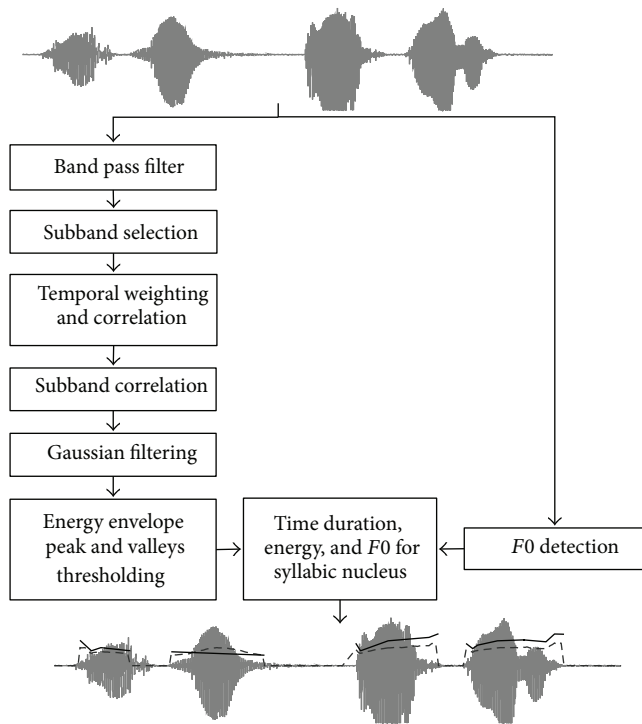 Band pass filter
Subband selection
Temporal weighting
and correlation
Subband correlation
Gaussian filtering
Energy envelope
peak and valleys
thresholding
Time duration,
energy, and F0 for
syllabic nucleus
F0 detection